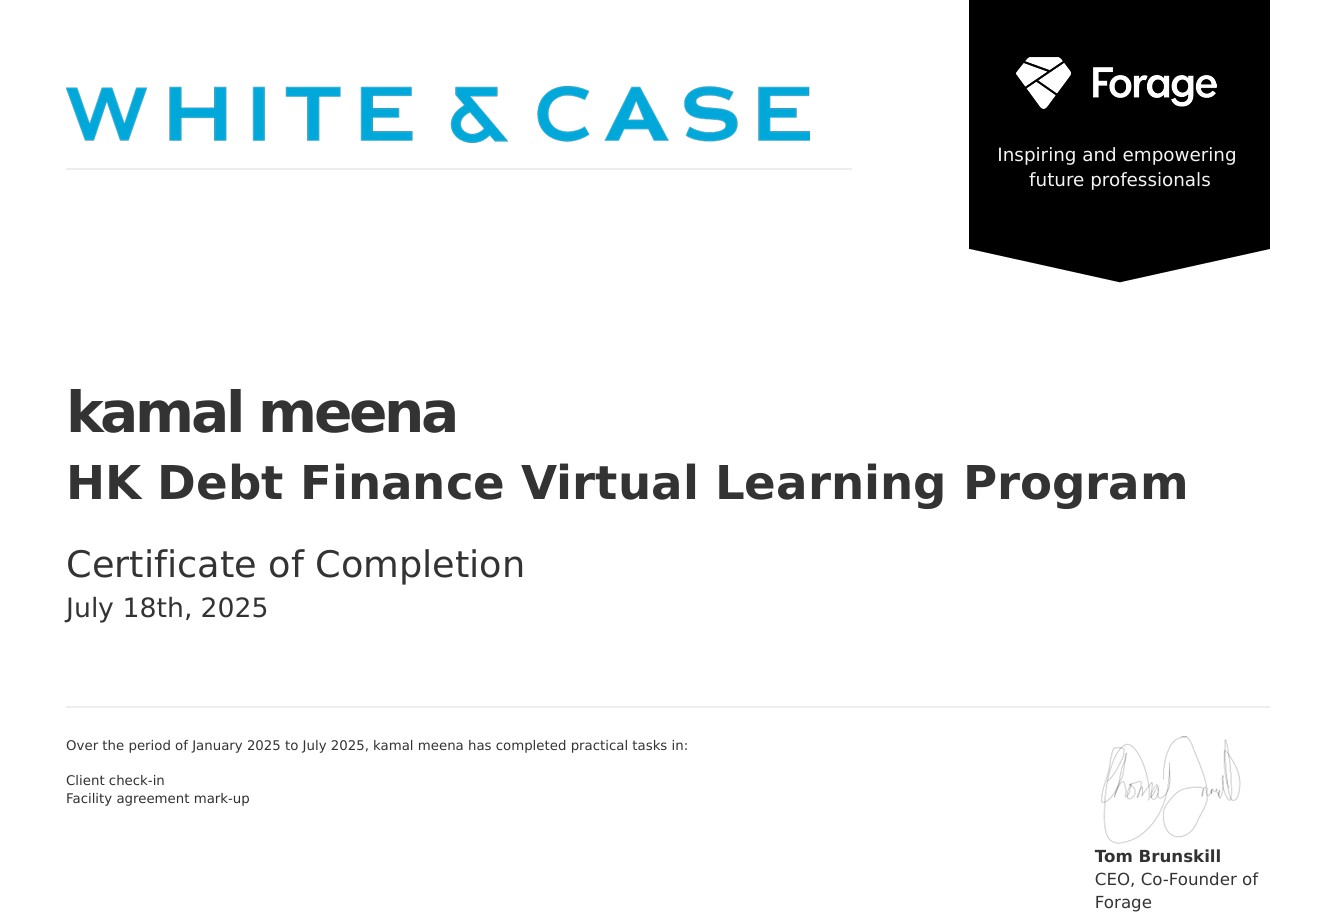 WHITE & CASE
Forage
Inspiring and empowering
future professionals
kamal meena
HK Debt Finance Virtual Learning Program
Certificate of Completion
July 18th, 2025
Over the period of January 2025 to July 2025, kamal meena has completed practical tasks in:
Client check-in
Facility agreement mark-up
Tom Brunskill
CEO, Co-Founder of
Forage